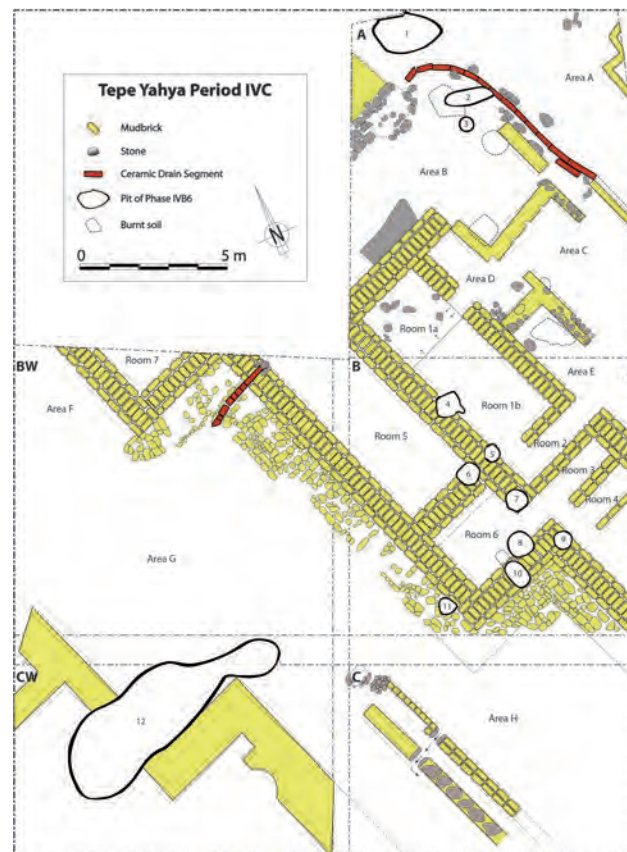 Tepe Yahya Period IVC
Mudbrick
Stone
Ceramic Drain Segment
Pit of Phase IVB6
Burnt soil
N
0 5 m
A
1
Area A
2
3
Area B
Area C
Area D
Room 1a
BW
Room 7
B
Area E
Area F
4
Room 1b
Room 5
5
Room 2
6
Room 3
7
Room 4
Room 6
8
9
Area G
10
11
CW
C
12
Area H